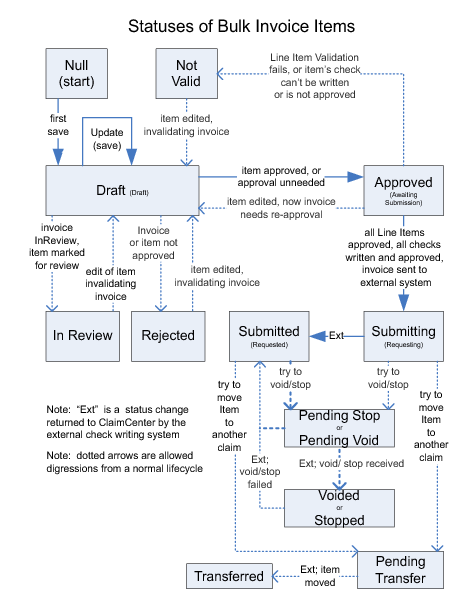 Statuses of Bulk Invoice Items
Null
(start)
Not
Valid
Line Item Validation
fails, or item's check
can't be written
or is not approved
first
save
Update
(save)
item edited,
invalidating invoice
Draft (Draft)
item approved, or
approval unneeded
item edited, now invoice
needs re-approval
Approved
(Awaiting
Submission)
invoice
InReview,
item marked
for review
edit of item
invalidating
invoice
Invoice
or item not
approved
item edited,
invalidating invoice
all Line Items
approved, all checks
written and approved,
invoice sent to
external system
In Review
Rejected
Submitted
(Requested)
Ext
Submitting
(Requesting)
try to
move
Item
to
another
claim
try to
void/stop
try to
void/stop
try to
move
Item
to
another
claim
Note:  "Ext"  is a  status change
returned to ClaimCenter by the
external check writing system
Note:  dotted arrows are allowed
digressions from a normal lifecycle
Pending Stop
or
Pending Void
Ext;
void/stop
failed
Ext; void/ stop received
Voided
or
Stopped
Transferred
Ext; item
moved
Pending
Transfer